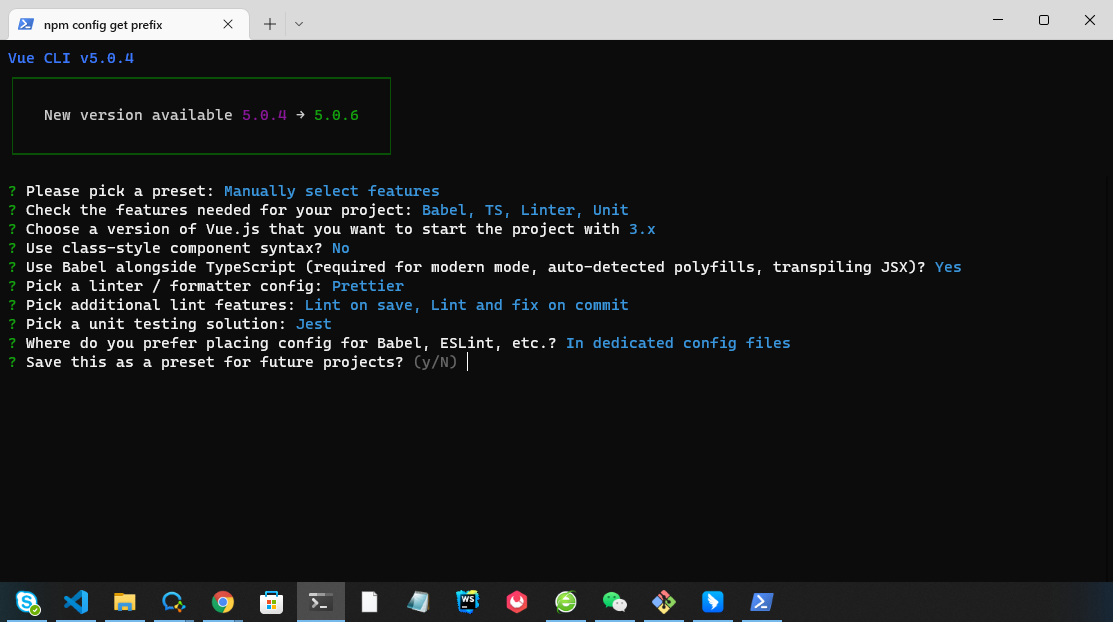 npm config get prefix
Vue CLI v5.0.4
New version available 5.0.4 → 5.0.6
? Please pick a preset: Manually select features
? Check the features needed for your project: Babel, TS, Linter, Unit
? Choose a version of Vue.js that you want to start the project with 3.x
? Use class-style component syntax? No
? Use Babel alongside TypeScript (required for modern mode, auto-detected polyfills, transpiling JSX)? Yes
? Pick a linter / formatter config: Prettier
? Pick additional lint features: Lint on save, Lint and fix on commit
? Pick a unit testing solution: Jest
? Where do you prefer placing config for Babel, ESLint, etc.? In dedicated config files
? Save this as a preset for future projects? (y/N)
WS